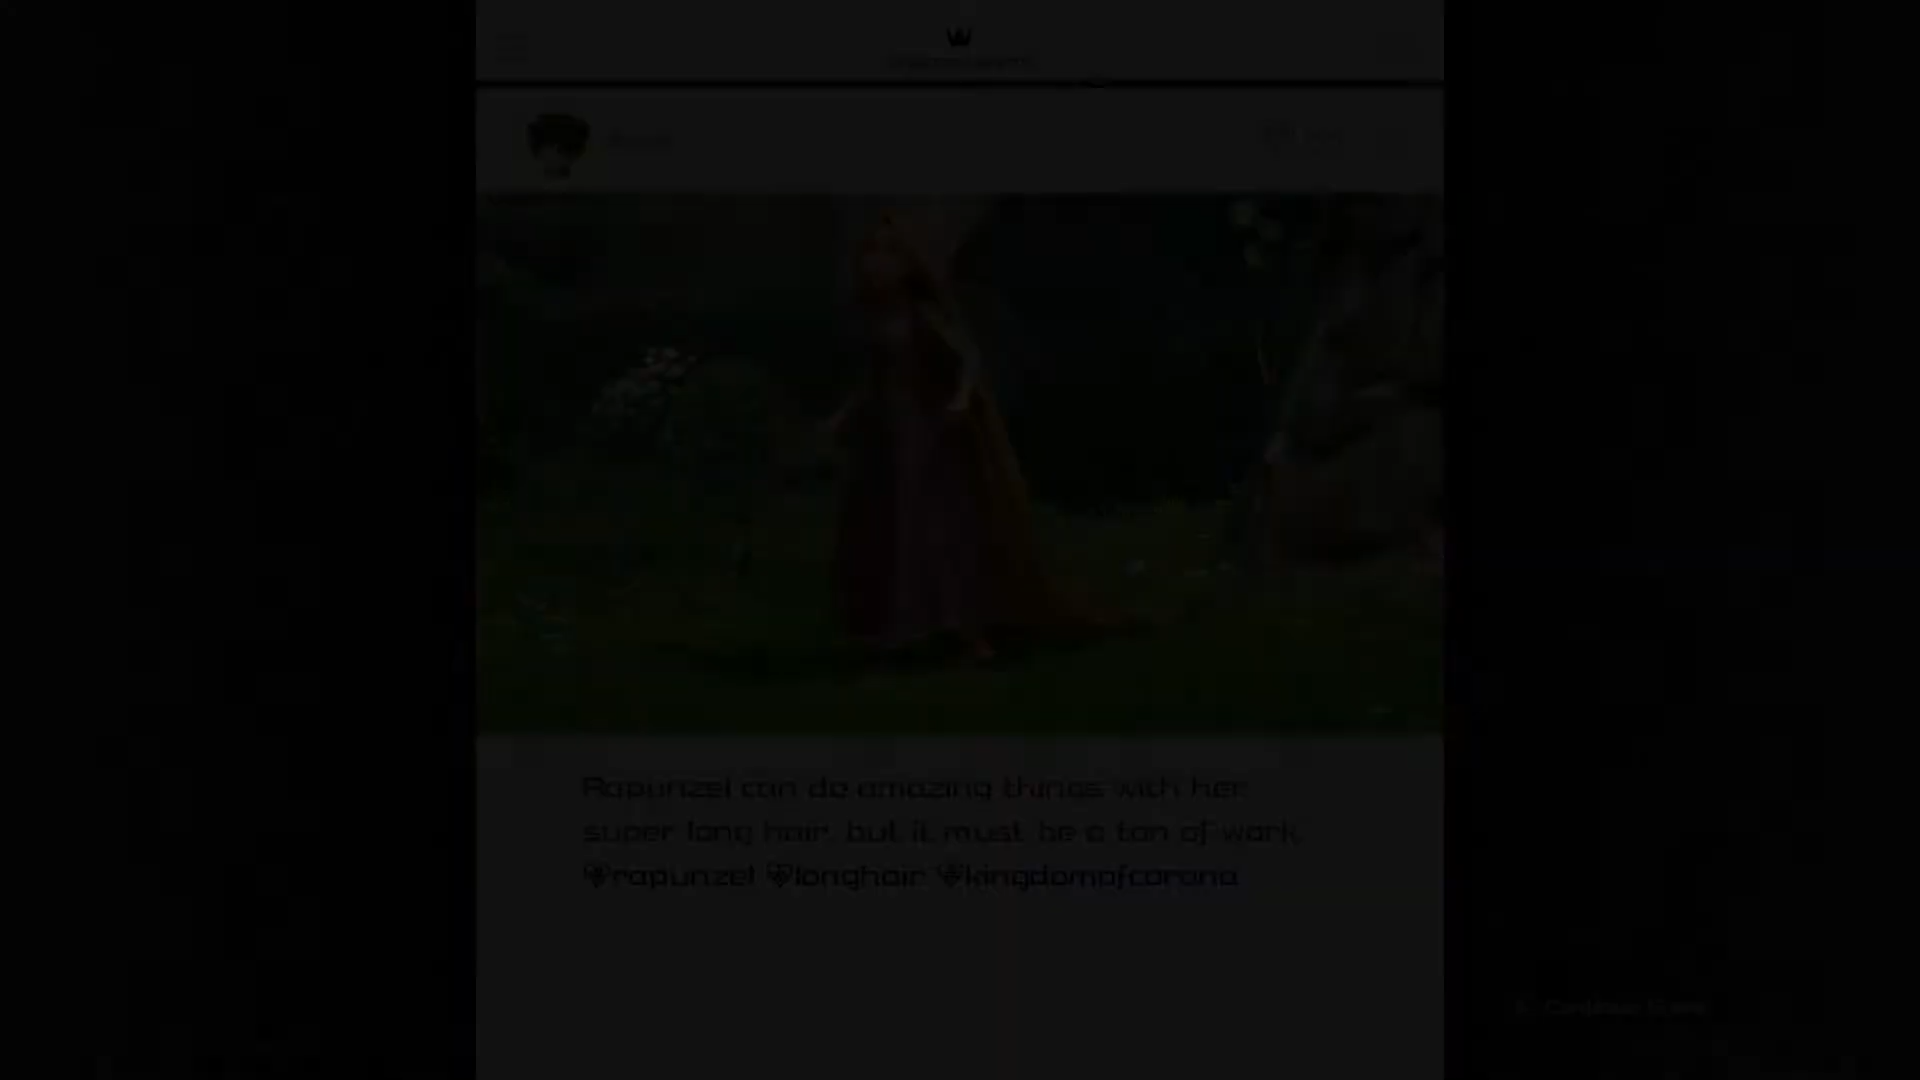 Rapunzel can do amazing things with her
super long hair, but it must be a ton of work.
rapunzel longhair kingdomofcorona